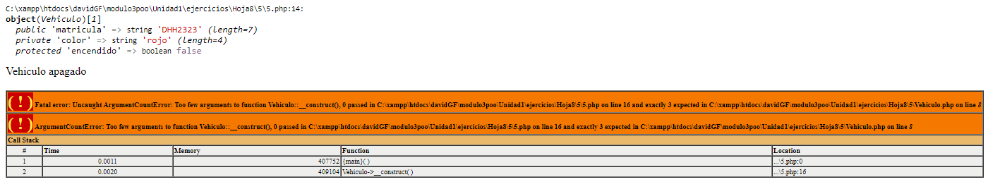 C:\xampp\htdocs\davidGF\modulo3poo\Unidad1\ejercicios\Hoja8\5\5.php:14:
object(Vehiculo)[1]
public 'matricula' => string 'DHH2323' (length=7)
private 'color' => string 'rojo' (length=4)
protected 'encendido' => boolean false
Vehiculo apagado
( ! ) Fatal error: Uncaught ArgumentCountError: Too few arguments to function Vehiculo::__construct(), 0 passed in C:\xampp\htdocs\davidGF\modulo3poo\Unidad1\ejercicios\Hoja8\5\5.php on line 16 and exactly 3 expected in C:\xampp\htdocs\davidGF\modulo3poo\Unidad1\ejercicios\Hoja8\5\Vehiculo.php on line 8
( ! ) ArgumentCountError: Too few arguments to function Vehiculo::__construct(), 0 passed in C:\xampp\htdocs\davidGF\modulo3poo\Unidad1\ejercicios\Hoja8\5\5.php on line 16 and exactly 3 expected in C:\xampp\htdocs\davidGF\modulo3poo\Unidad1\ejercicios\Hoja8\5\Vehiculo.php on line 8
Call Stack
# Time Memory Function Location
1 0.0011 407752 {main}( ) ...\5.php:0
2 0.0020 409104 Vehiculo->__construct( ) ...\5.php:16